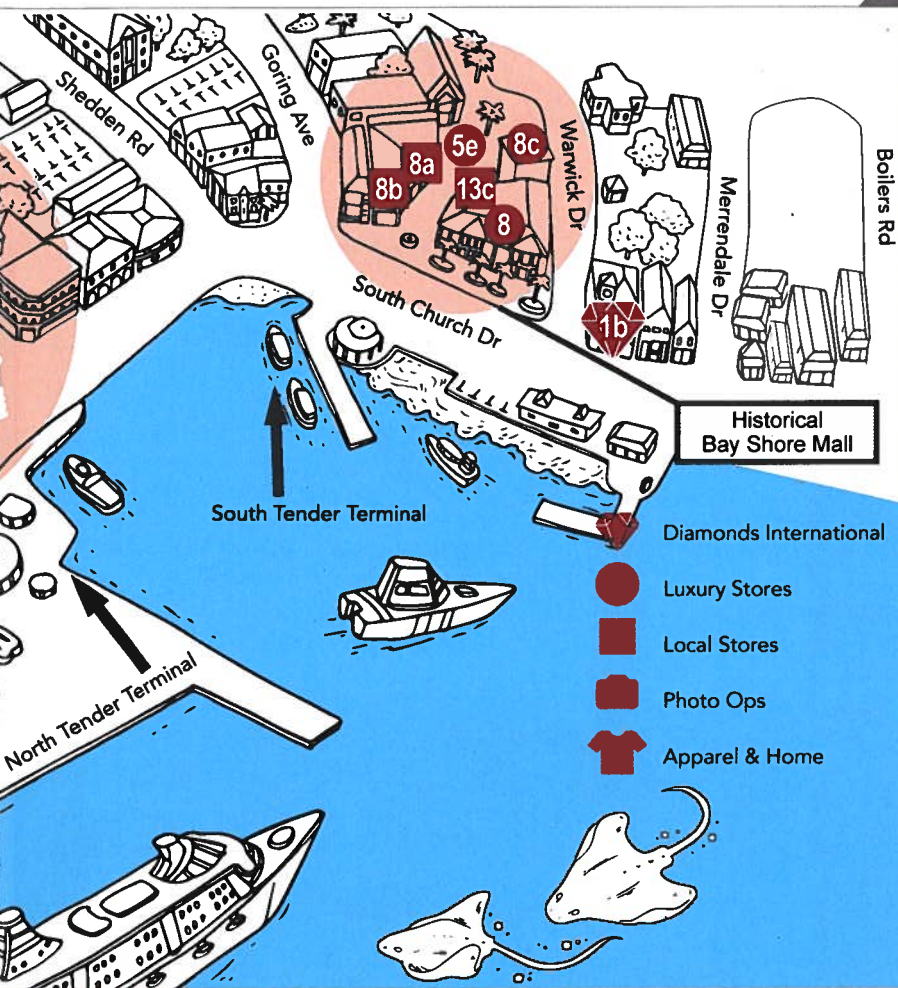 Shedden Rd
Goring Ave
5e
8c
8a
8b
13c
8
Warwick Dr
Merrendale Dr
Boilers Rd
South Church Dr
1b
Historical
Bay Shore Mall
South Tender Terminal
North Tender Terminal
Diamonds International
Luxury Stores
Local Stores
Photo Ops
Apparel & Home